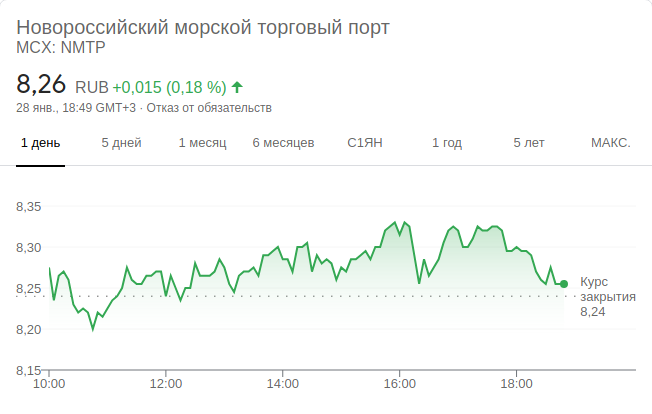 Новороссийский морской торговый порт
MCX: NMTP
8,26 RUB +0,015 (0,18 %)
28 янв., 18:49 GMT+3 · Отказ от обязательств
1 день 5 дней 1 месяц 6 месяцев С1ЯН 1 год 5 лет МАКС.
8,35
8,30
8,25
8,20
8,15
Курс
закрытия
8,24
10:00 12:00 14:00 16:00 18:00